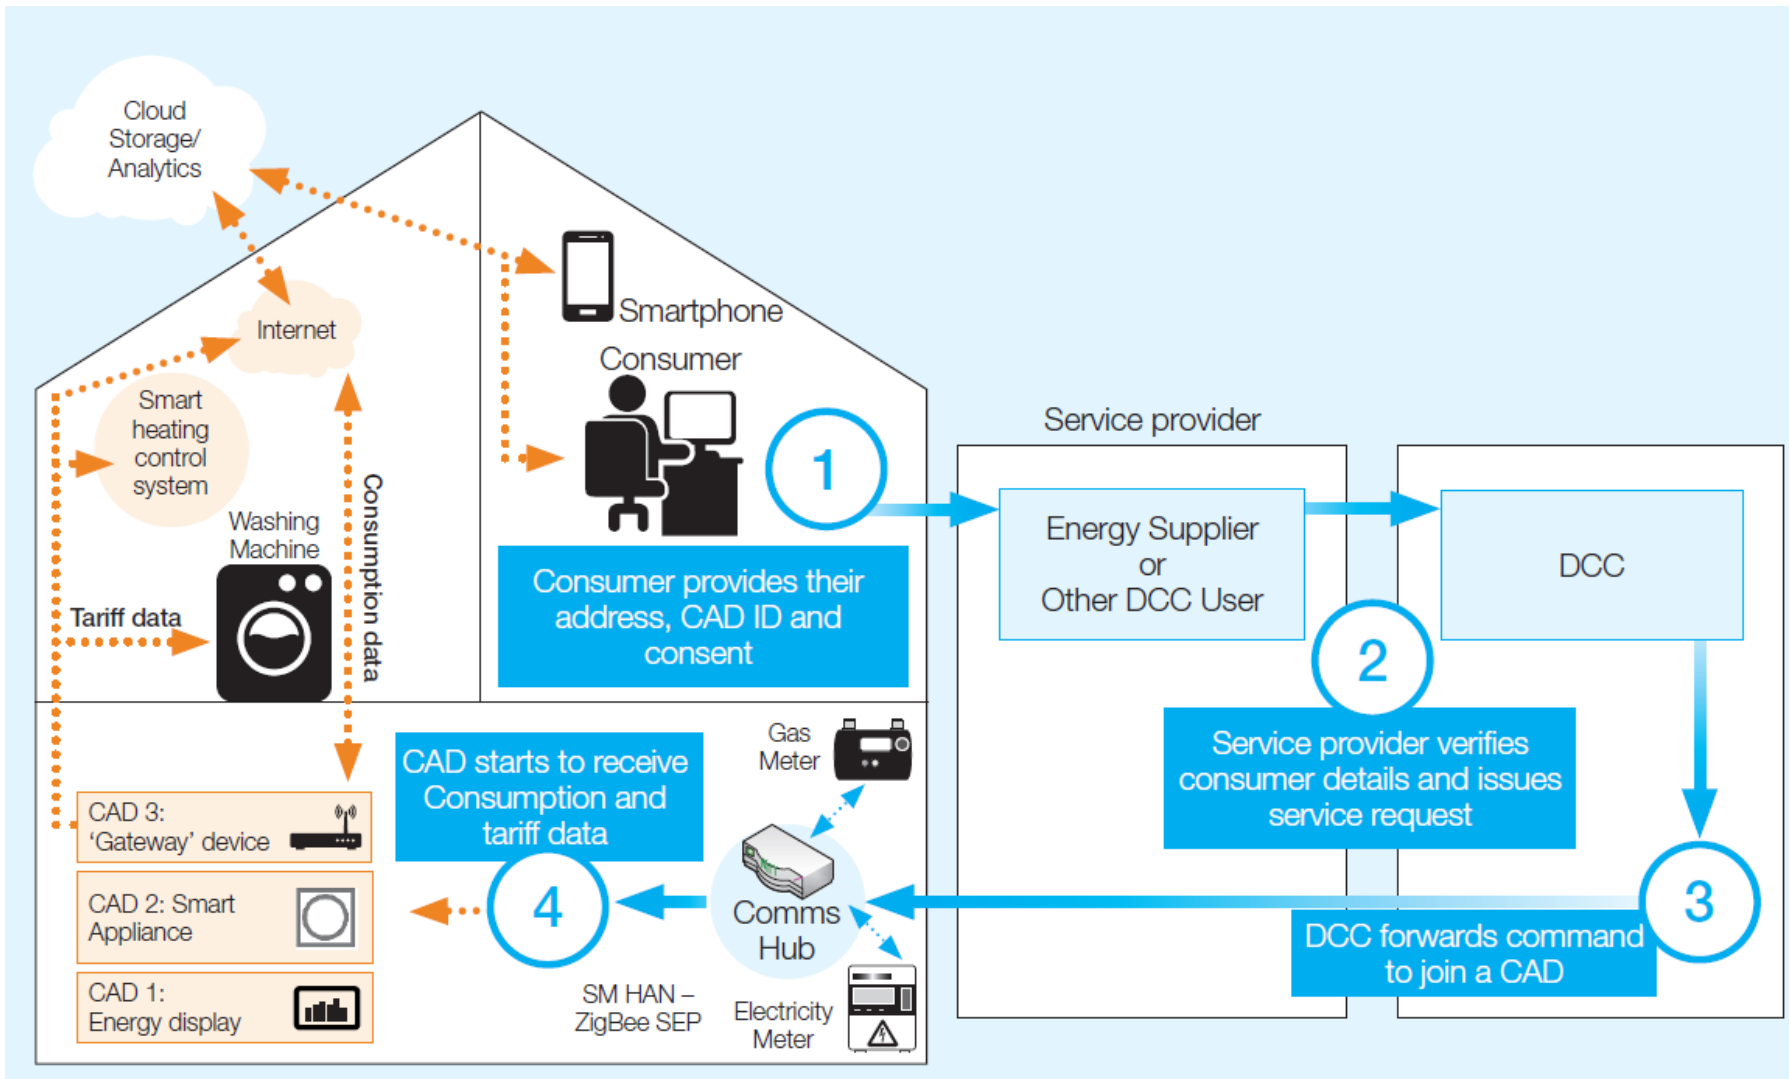 Cloud
Storage/
Analytics
Internet
Smart
heating
control
system
Washing
Machine
Tariff data
Consumption data
Smartphone
Consumer
1
Consumer provides their
address, CAD ID and
consent
Service provider
Energy Supplier
or
Other DCC User
DCC
2
Service provider verifies
consumer details and issues
service request
3
DCC forwards command
to join a CAD
Gas
Meter
Comms
Hub
Electricity
Meter
SM HAN –
ZigBee SEP
CAD starts to receive
Consumption and
tariff data
4
CAD 3:
‘Gateway’ device
CAD 2: Smart
Appliance
CAD 1:
Energy display